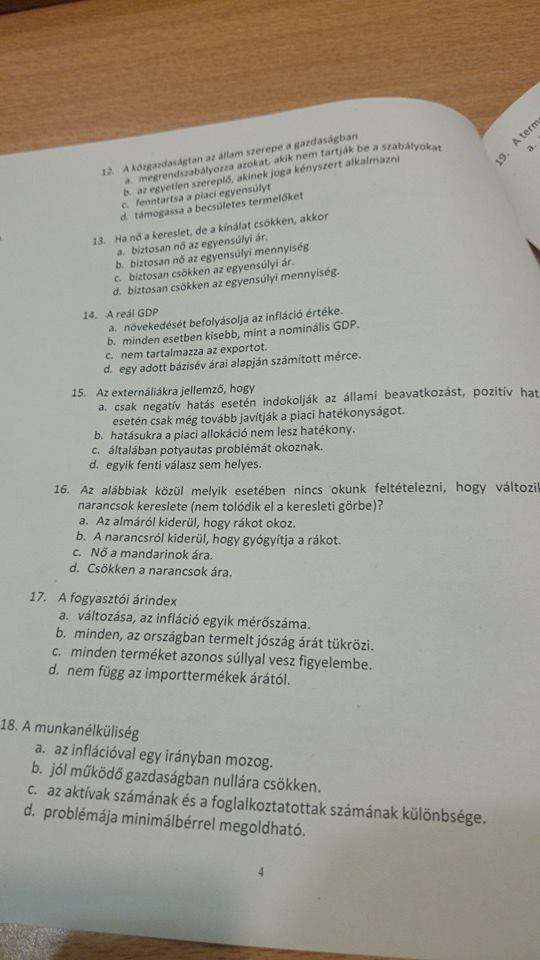 12. A közgazdaságtan az állam szerepe a gazdaságban
a. megrendszabályozza azokat, akik nem tartják be a szabályokat
b. az egyetlen szereplő, akinek joga kényszert alkalmazni
c. fenntartsa a piaci egyensúlyt
d. támogassa a becsületes termelőket
13. Ha nő a kereslet, de a kínálat csökken, akkor
a. biztosan nő az egyensúlyi ár.
b. biztosan nő az egyensúlyi mennyiség
c. biztosan csökken az egyensúlyi ár.
d. biztosan csökken az egyensúlyi mennyiség.
14. A reál GDP
a. növekedését befolyásolja az infláció értéke.
b. minden esetben kisebb, mint a nominális GDP.
c. nem tartalmazza az exportot.
d. egy adott bázisév árai alapján számított mérce.
15. Az externáliákra jellemző, hogy
a. csak negatív hatás esetén indokolják az állami beavatkozást, pozitív hat
esetén csak még tovább javítják a piaci hatékonyságot.
b. hatásukra a piaci allokáció nem lesz hatékony.
c. általában potyautas problémát okoznak.
d. egyik fenti válasz sem helyes.
16. Az alábbiak közül melyik esetében nincs okunk feltételezni, hogy változik
narancsok kereslete (nem tolódik el a keresleti görbe)?
a. Az almáról kiderül, hogy rákot okoz.
b. A narancsról kiderül, hogy gyógyítja a rákot.
c. Nő a mandarinok ára.
d. Csökken a narancsok ára.
17. A fogyasztói árindex
a. változása, az infláció egyik mérőszáma.
b. minden, az országban termelt jószág árát tükrözi.
c. minden terméket azonos súllyal vesz figyelembe.
d. nem függ az importtermékek árától.
18. A munkanélküliség
a. az inflációval egy irányban mozog.
b. jól működő gazdaságban nullára csökken.
c. az aktívak számának és a foglalkoztatottak számának különbsége.
d. problémája minimálbérrel megoldható.
4
19. A term
a.